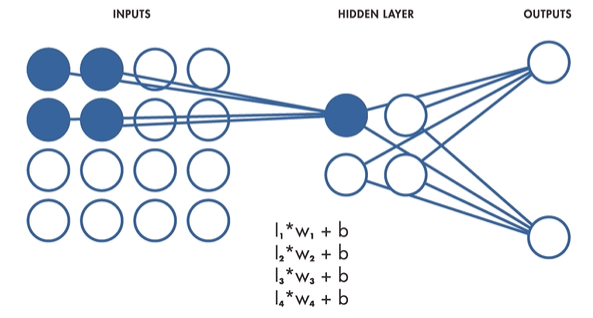 INPUTS
HIDDEN LAYER
OUTPUTS
I₁*w₁ + b
I₂*w₂ + b
I₃*w₃ + b
I₄*w₄ + b